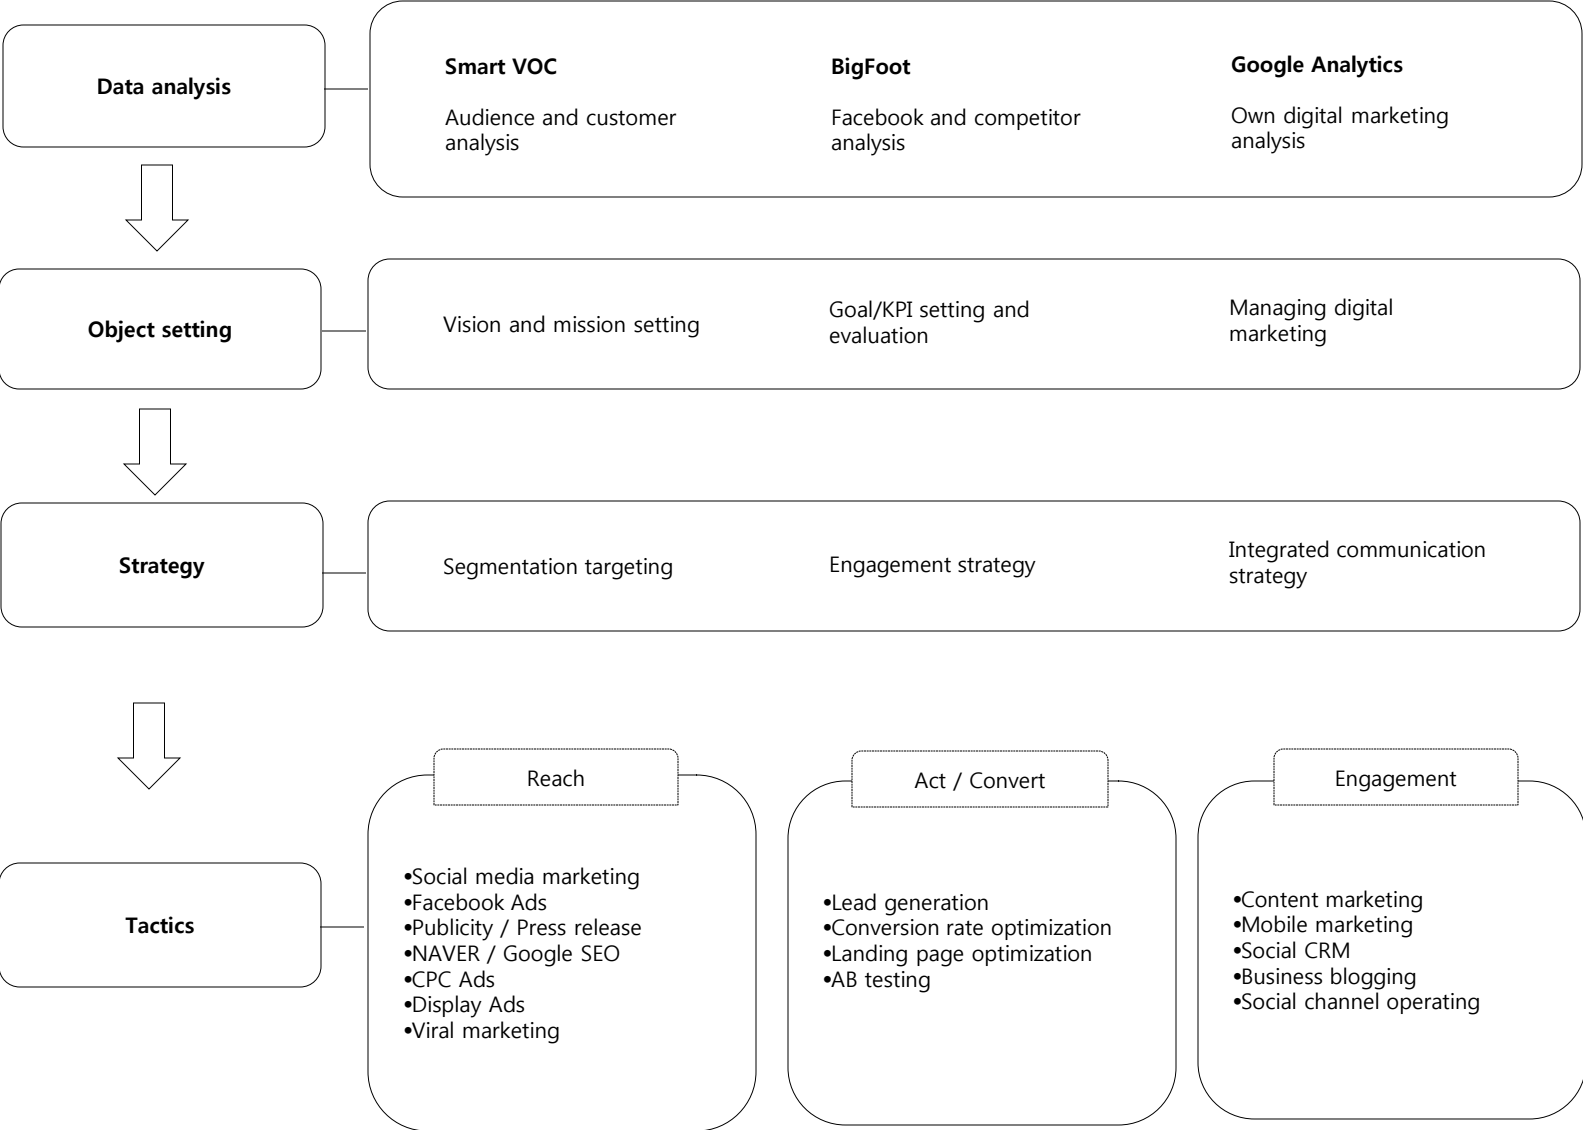 Data analysis
Smart VOC
Audience and customer
analysis
BigFoot
Facebook and competitor
analysis
Google Analytics
Own digital marketing
analysis
Object setting
Vision and mission setting
Goal/KPI setting and
evaluation
Managing digital
marketing
Strategy
Segmentation targeting
Engagement strategy
Integrated communication
strategy
Tactics
Reach
•Social media marketing
•Facebook Ads
•Publicity / Press release
•NAVER / Google SEO
•CPC Ads
•Display Ads
•Viral marketing
Act / Convert
•Lead generation
•Conversion rate optimization
•Landing page optimization
•AB testing
Engagement
•Content marketing
•Mobile marketing
•Social CRM
•Business blogging
•Social channel operating